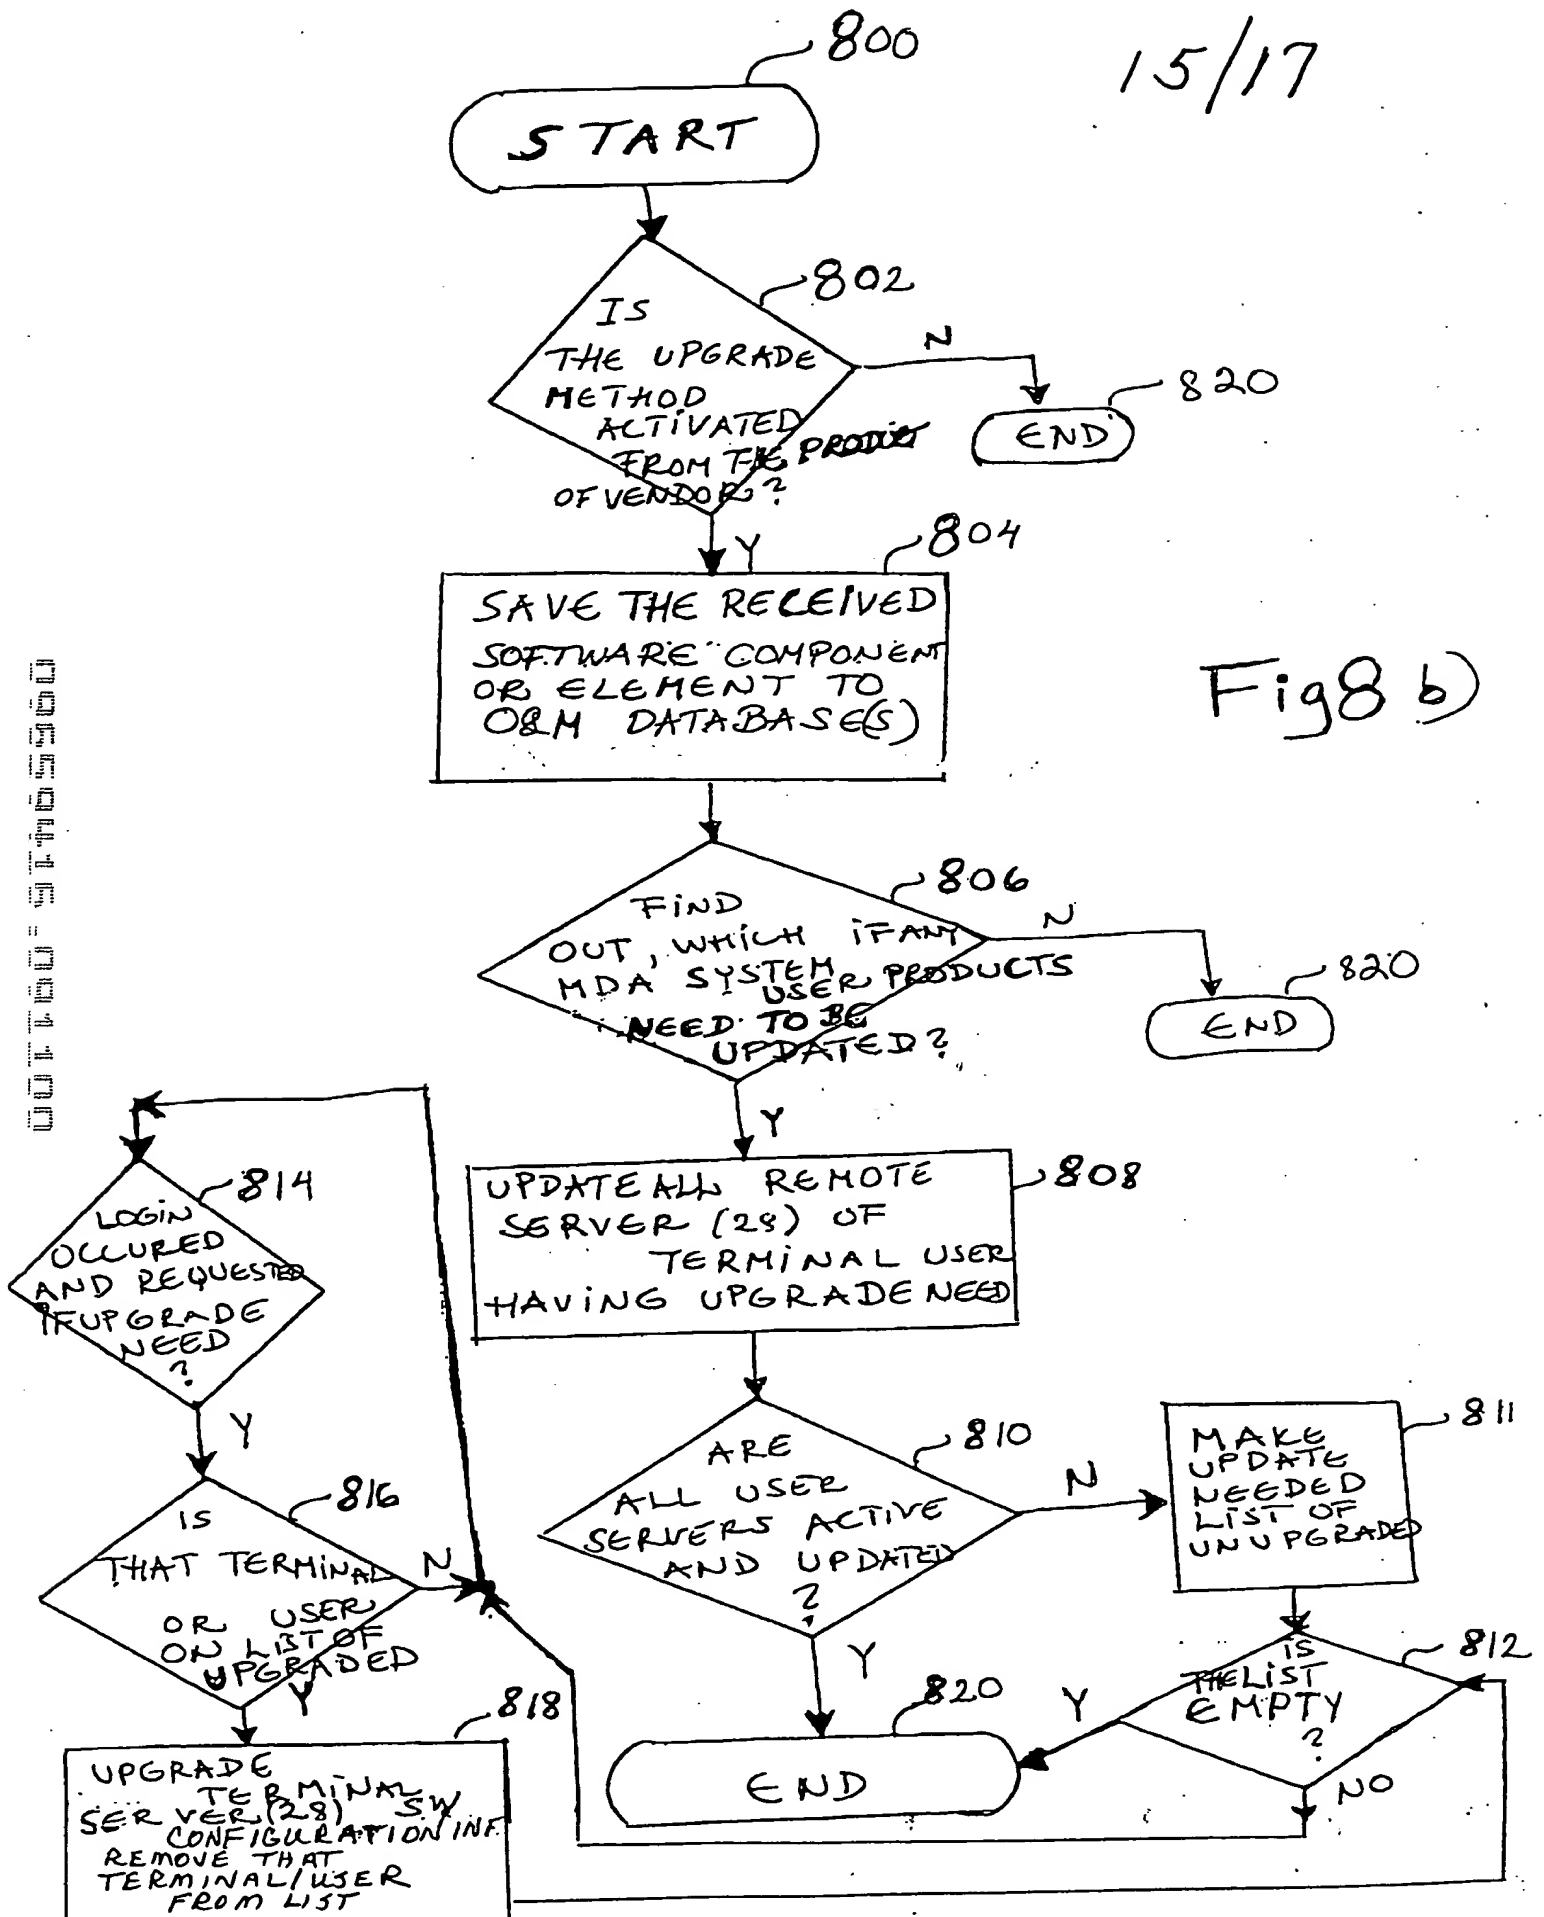 800
15/17
START
802
IS
THE UPGRADE
METHOD
ACTIVATED
FROM THE PRODUCT
OF VENDOR?
N
820
END
Y
804
SAVE THE RECEIVED
SOFTWARE COMPONENT
OR ELEMENT TO
O&M DATABASE(S)
Fig 8 b)
806
FIND
OUT, WHICH IF ANY
MDA SYSTEM
USER PRODUCTS
NEED TO BE
UPDATED?
N
820
END
Y
808
UPDATE ALL REMOTE
SERVER (28) OF
TERMINAL USER
HAVING UPGRADE NEED
814
LOGIN
OCCURED
AND REQUESTED
IF UPGRADE
NEED
?
Y
810
ARE
ALL USER
SERVERS ACTIVE
AND UPDATED
?
N
811
MAKE
UPDATE
NEEDED
LIST OF
UNUPGRADED
816
IS
THAT TERMINAL
OR USER
ON LIST OF
UPGRADED
N
Y
Y
812
IS
THE LIST
EMPTY
?
Y
NO
820
END
818
UPGRADE
TERMINAL
SERVER (28) SW
CONFIGURATION INF.
REMOVE THAT
TERMINAL/USER
FROM LIST